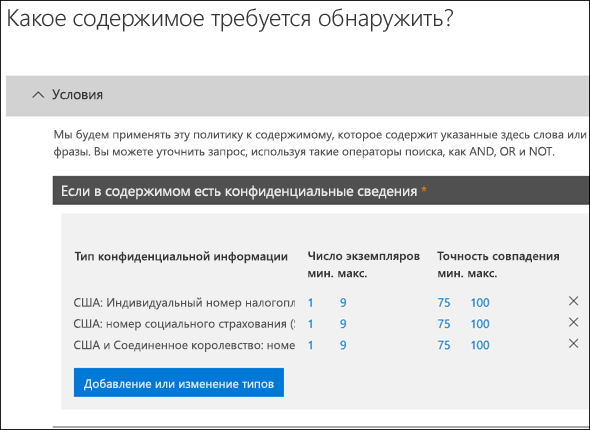 Какое содержимое требуется обнаружить?
Условия
Мы будем применять эту политику к содержимому, которое содержит указанные здесь слова или
фразы. Вы можете уточнить запрос, используя такие операторы поиска, как AND, OR и NOT.
Если в содержимом есть конфиденциальные сведения *
Тип конфиденциальной информации Число экземпляров Точность совпадения
мин. макс. мин. макс.
США: Индивидуальный номер налогопл 1 9 75 100
США: номер социального страхования ( 1 9 75 100
США и Соединенное королевство: номе 1 9 75 100
Добавление или изменение типов